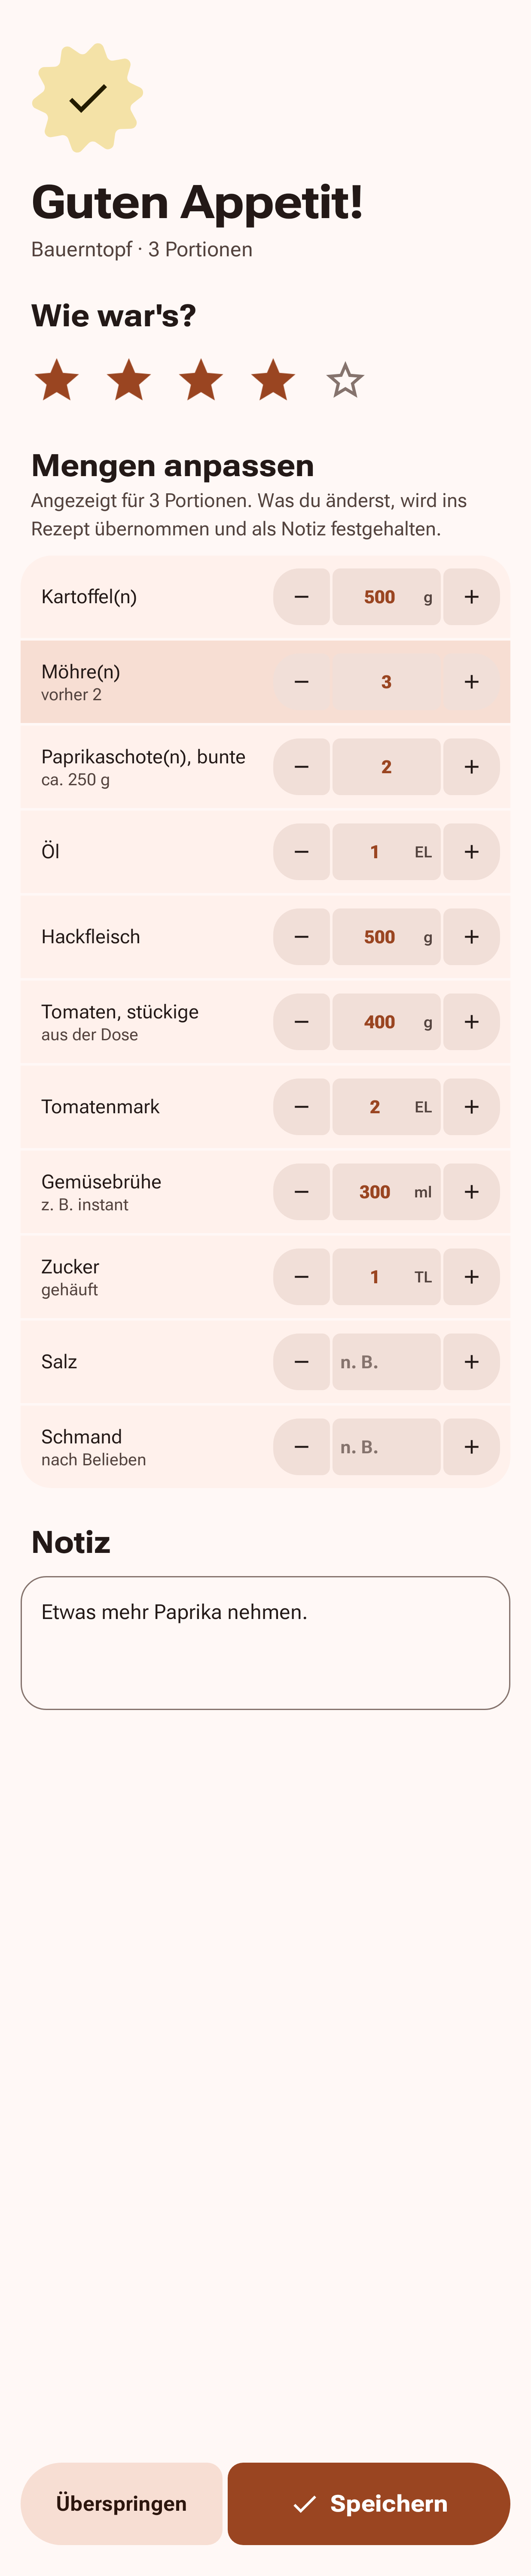 Guten Appetit!
Bauerntopf · 3 Portionen
Wie war's?
Mengen anpassen
Angezeigt für 3 Portionen. Was du änderst, wird ins
Rezept übernommen und als Notiz festgehalten.
Kartoffel(n) − 500 g +
Möhre(n)
vorher 2
− 3 +
Paprikaschote(n), bunte
ca. 250 g
− 2 +
Öl − 1 EL +
Hackfleisch − 500 g +
Tomaten, stückige
aus der Dose
− 400 g +
Tomatenmark − 2 EL +
Gemüsebrühe
z. B. instant
− 300 ml +
Zucker
gehäuft
− 1 TL +
Salz − n. B. +
Schmand
nach Belieben
− n. B. +
Notiz
Etwas mehr Paprika nehmen.
Überspringen
Speichern